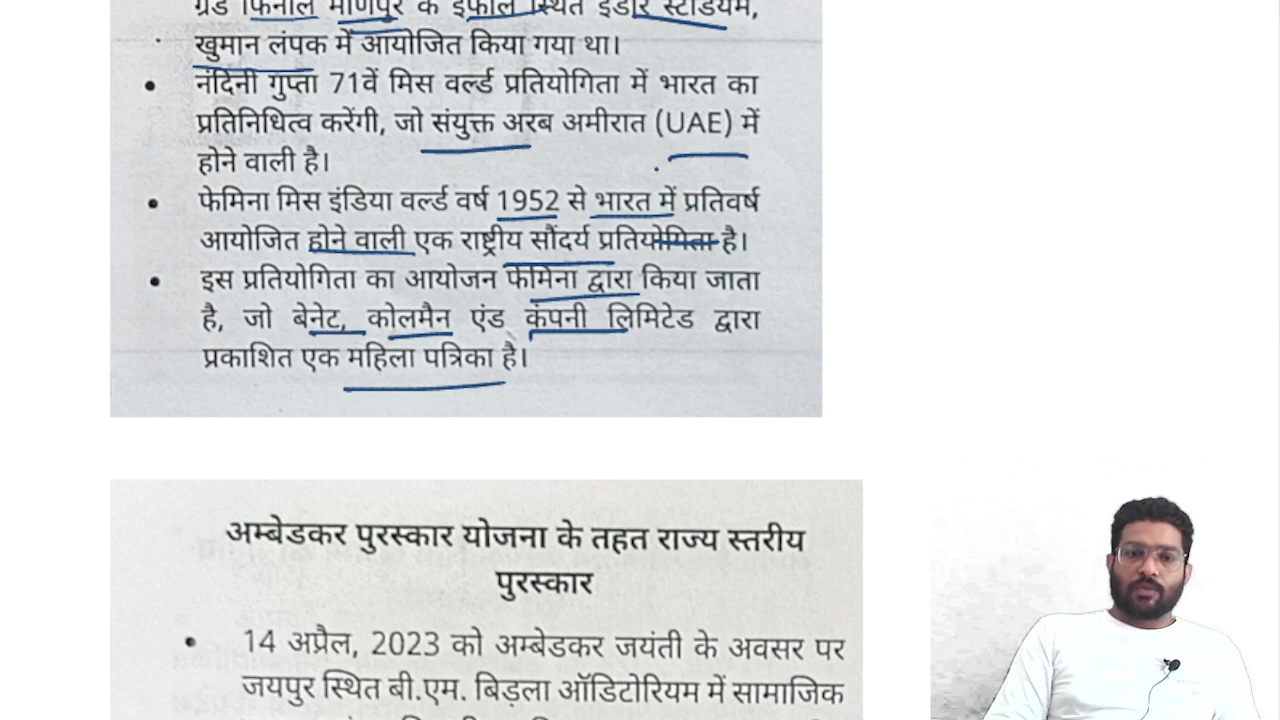 ग्रैंड फिनाले मणिपुर के इंफाल स्थित इंडोर स्टेडियम,
खुमान लंपक में आयोजित किया गया था।
• नंदिनी गुप्ता 71वें मिस वर्ल्ड प्रतियोगिता में भारत का
प्रतिनिधित्व करेंगी, जो संयुक्त अरब अमीरात (UAE) में
होने वाली है।
• फेमिना मिस इंडिया वर्ल्ड वर्ष 1952 से भारत में प्रतिवर्ष
आयोजित होने वाली एक राष्ट्रीय सौंदर्य प्रतियोगिता है।
• इस प्रतियोगिता का आयोजन फेमिना द्वारा किया जाता
है, जो बेनेट, कोलमैन एंड कंपनी लिमिटेड द्वारा
प्रकाशित एक महिला पत्रिका है।
अम्बेडकर पुरस्कार योजना के तहत राज्य स्तरीय
पुरस्कार
• 14 अप्रैल, 2023 को अम्बेडकर जयंती के अवसर पर
जयपुर स्थित बी.एम. बिड़ला ऑडिटोरियम में सामाजिक